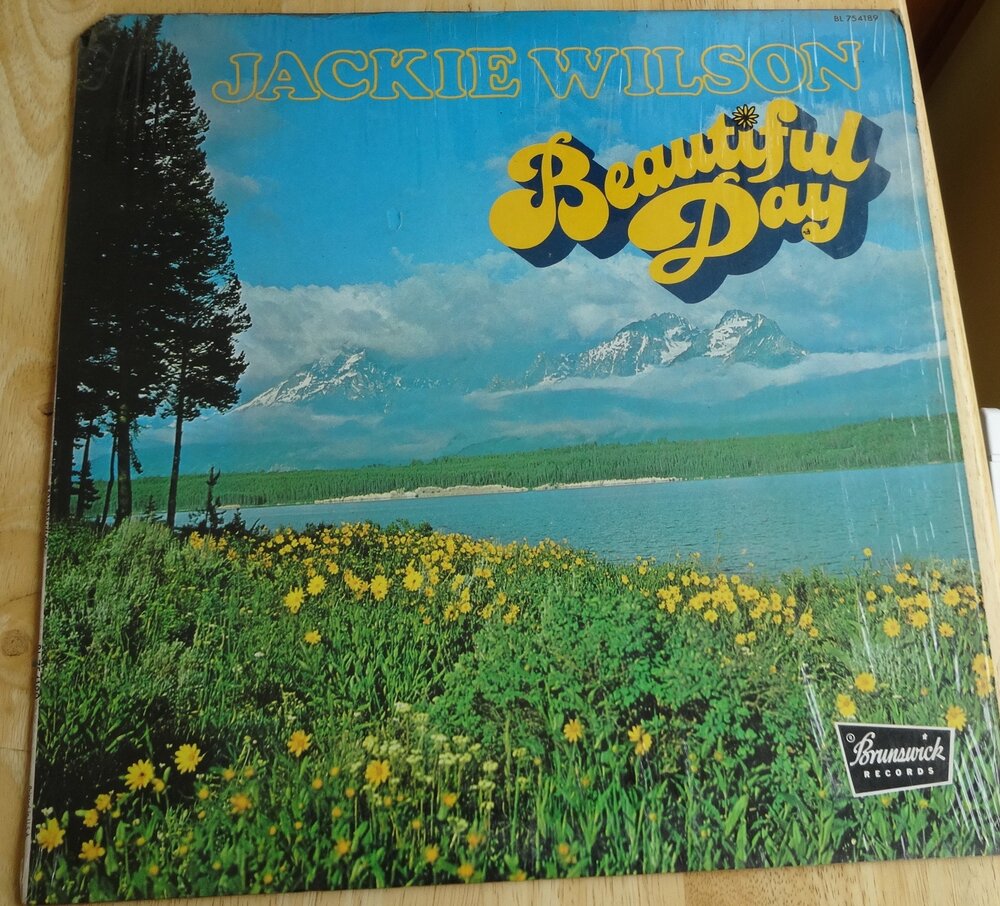 BL 754189
JACKIE WILSON
Beautiful
Day
Brunswick
RECORDS